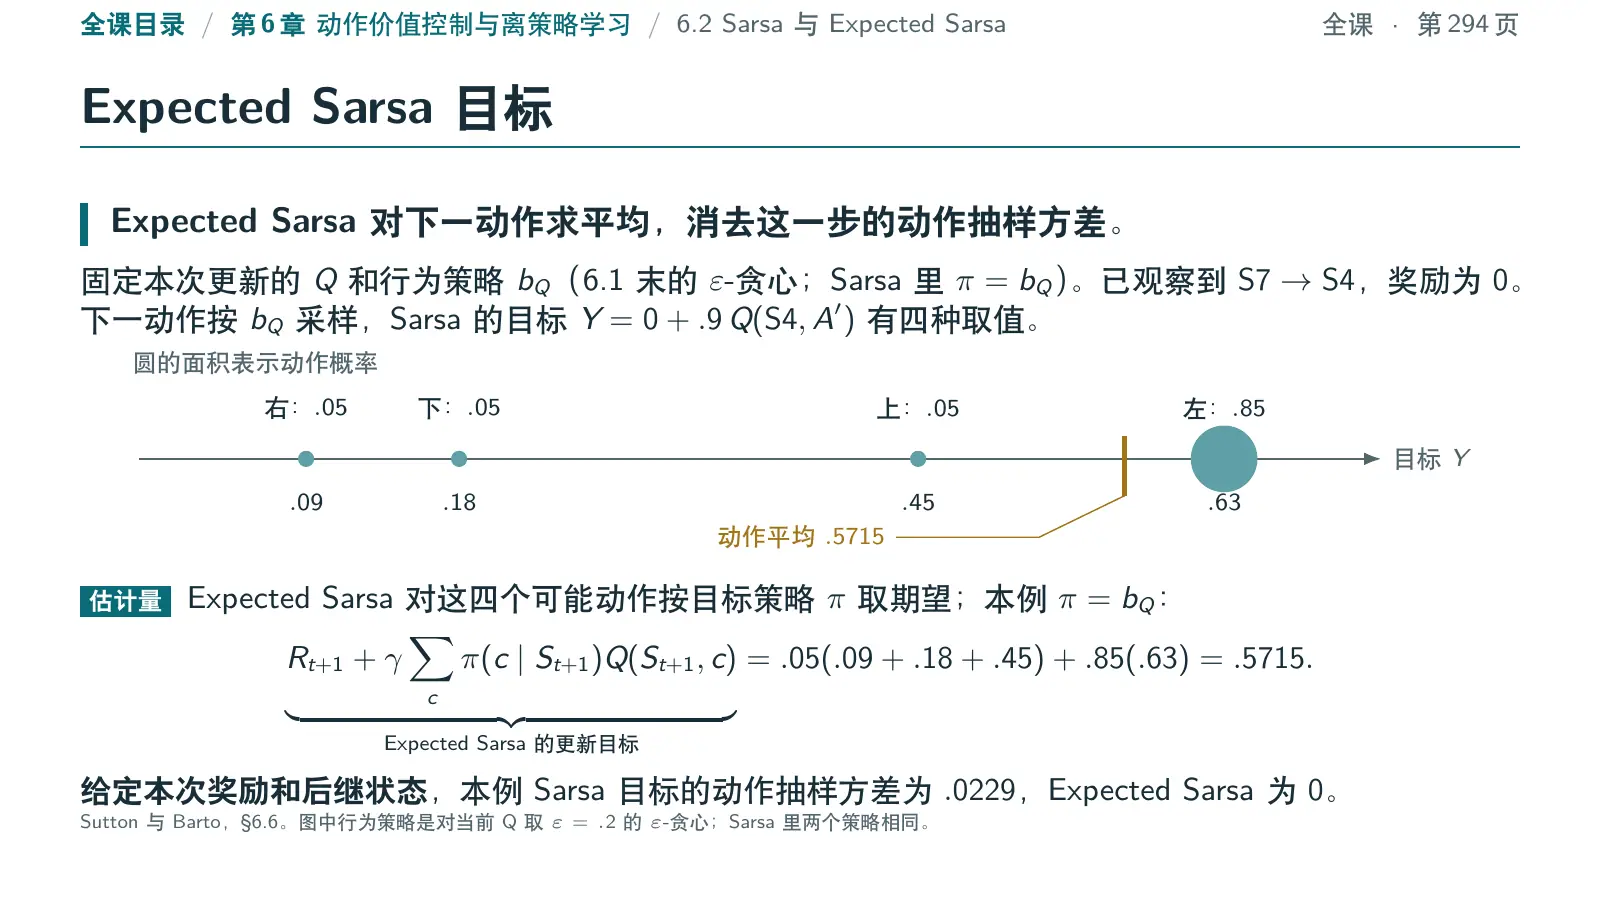 全课目录 / 第 6 章 动作价值控制与离策略学习 / 6.2 Sarsa 与 Expected Sarsa 全课 · 第 294 页
Expected Sarsa 目标
Expected Sarsa 对下一动作求平均，消去这一步的动作抽样方差。
固定本次更新的 Q 和行为策略 b_Q（6.1 末的 ε-贪心；Sarsa 里 π = b_Q）。已观察到 S7 → S4，奖励为 0。
下一动作按 b_Q 采样，Sarsa 的目标 Y = 0 + .9 Q(S4, A′) 有四种取值。
圆的面积表示动作概率
右：.05 下：.05 上：.05 左：.85
目标 Y
.09 .18 .45 .63
动作平均 .5715
估计量 Expected Sarsa 对这四个可能动作按目标策略 π 取期望；本例 π = b_Q：
R_{t+1} + γ ∑_c π(c | S_{t+1})Q(S_{t+1}, c) = .05(.09 + .18 + .45) + .85(.63) = .5715.
Expected Sarsa 的更新目标
给定本次奖励和后继状态，本例 Sarsa 目标的动作抽样方差为 .0229，Expected Sarsa 为 0。
Sutton 与 Barto，§6.6。图中行为策略是对当前 Q 取 ε = .2 的 ε-贪心；Sarsa 里两个策略相同。